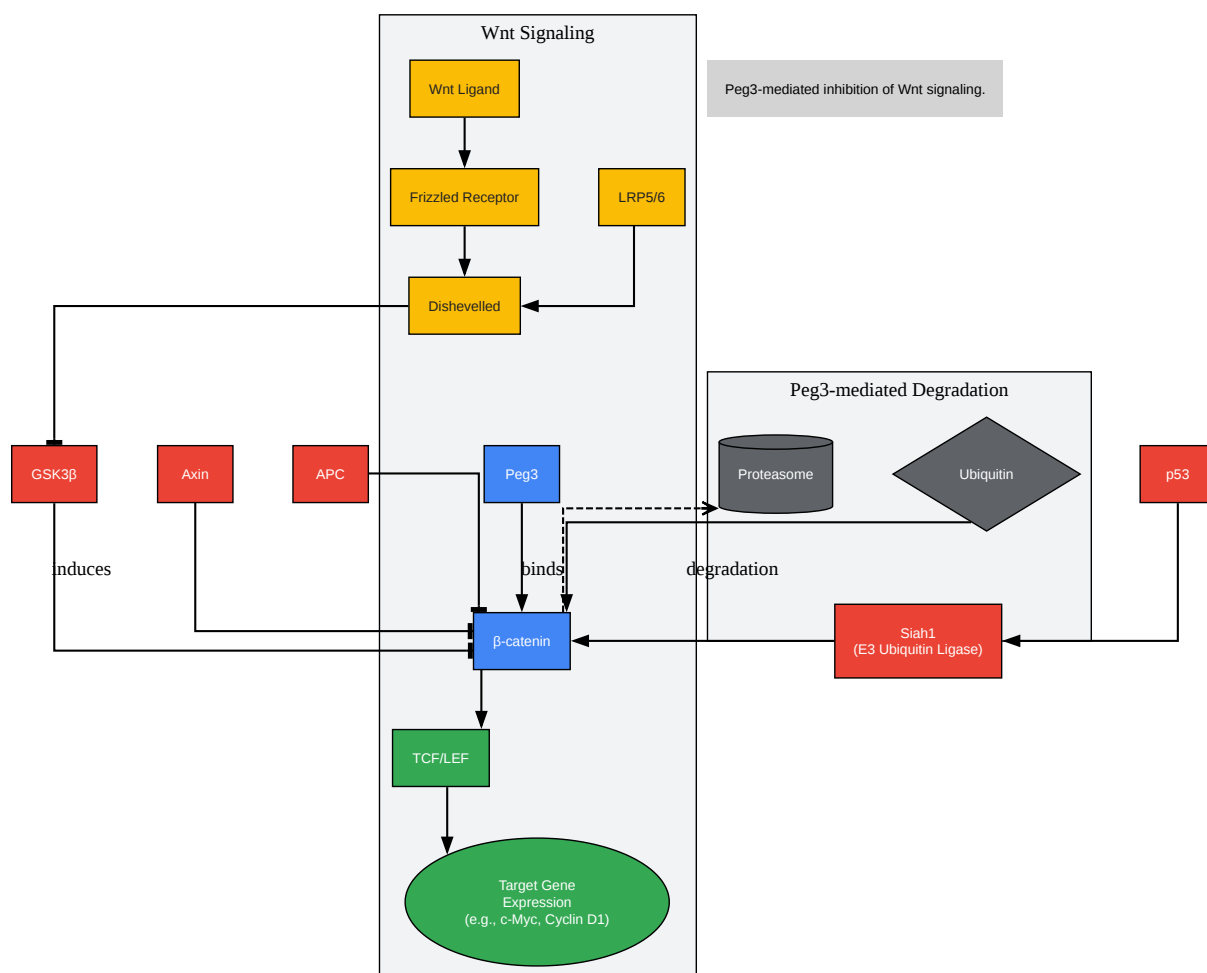 Wnt Signaling
Wnt Ligand
Peg3-mediated inhibition of Wnt signaling.
Frizzled Receptor
LRP5/6
Dishevelled
Peg3-mediated Degradation
GSK3β
Axin
APC
Peg3
Proteasome
Ubiquitin
p53
induces
binds
degradation
β-catenin
Siah1
(E3 Ubiquitin Ligase)
TCF/LEF
Target Gene
Expression
(e.g., c-Myc, Cyclin D1)